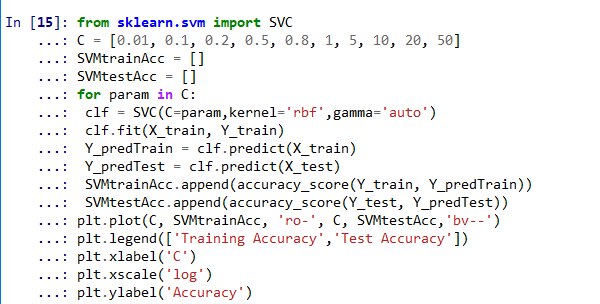 In [15]: from sklearn.svm import SVC
    ...: C = [0.01, 0.1, 0.2, 0.5, 0.8, 1, 5, 10, 20, 50]
    ...: SVMtrainAcc = []
    ...: SVMtestAcc = []
    ...: for param in C:
    ...:  clf = SVC(C=param,kernel='rbf',gamma='auto')
    ...:  clf.fit(X_train, Y_train)
    ...:  Y_predTrain = clf.predict(X_train)
    ...:  Y_predTest = clf.predict(X_test)
    ...:  SVMtrainAcc.append(accuracy_score(Y_train, Y_predTrain))
    ...:  SVMtestAcc.append(accuracy_score(Y_test, Y_predTest))
    ...: plt.plot(C, SVMtrainAcc, 'ro-', C, SVMtestAcc,'bv--')
    ...: plt.legend(['Training Accuracy','Test Accuracy'])
    ...: plt.xlabel('C')
    ...: plt.xscale('log')
    ...: plt.ylabel('Accuracy')